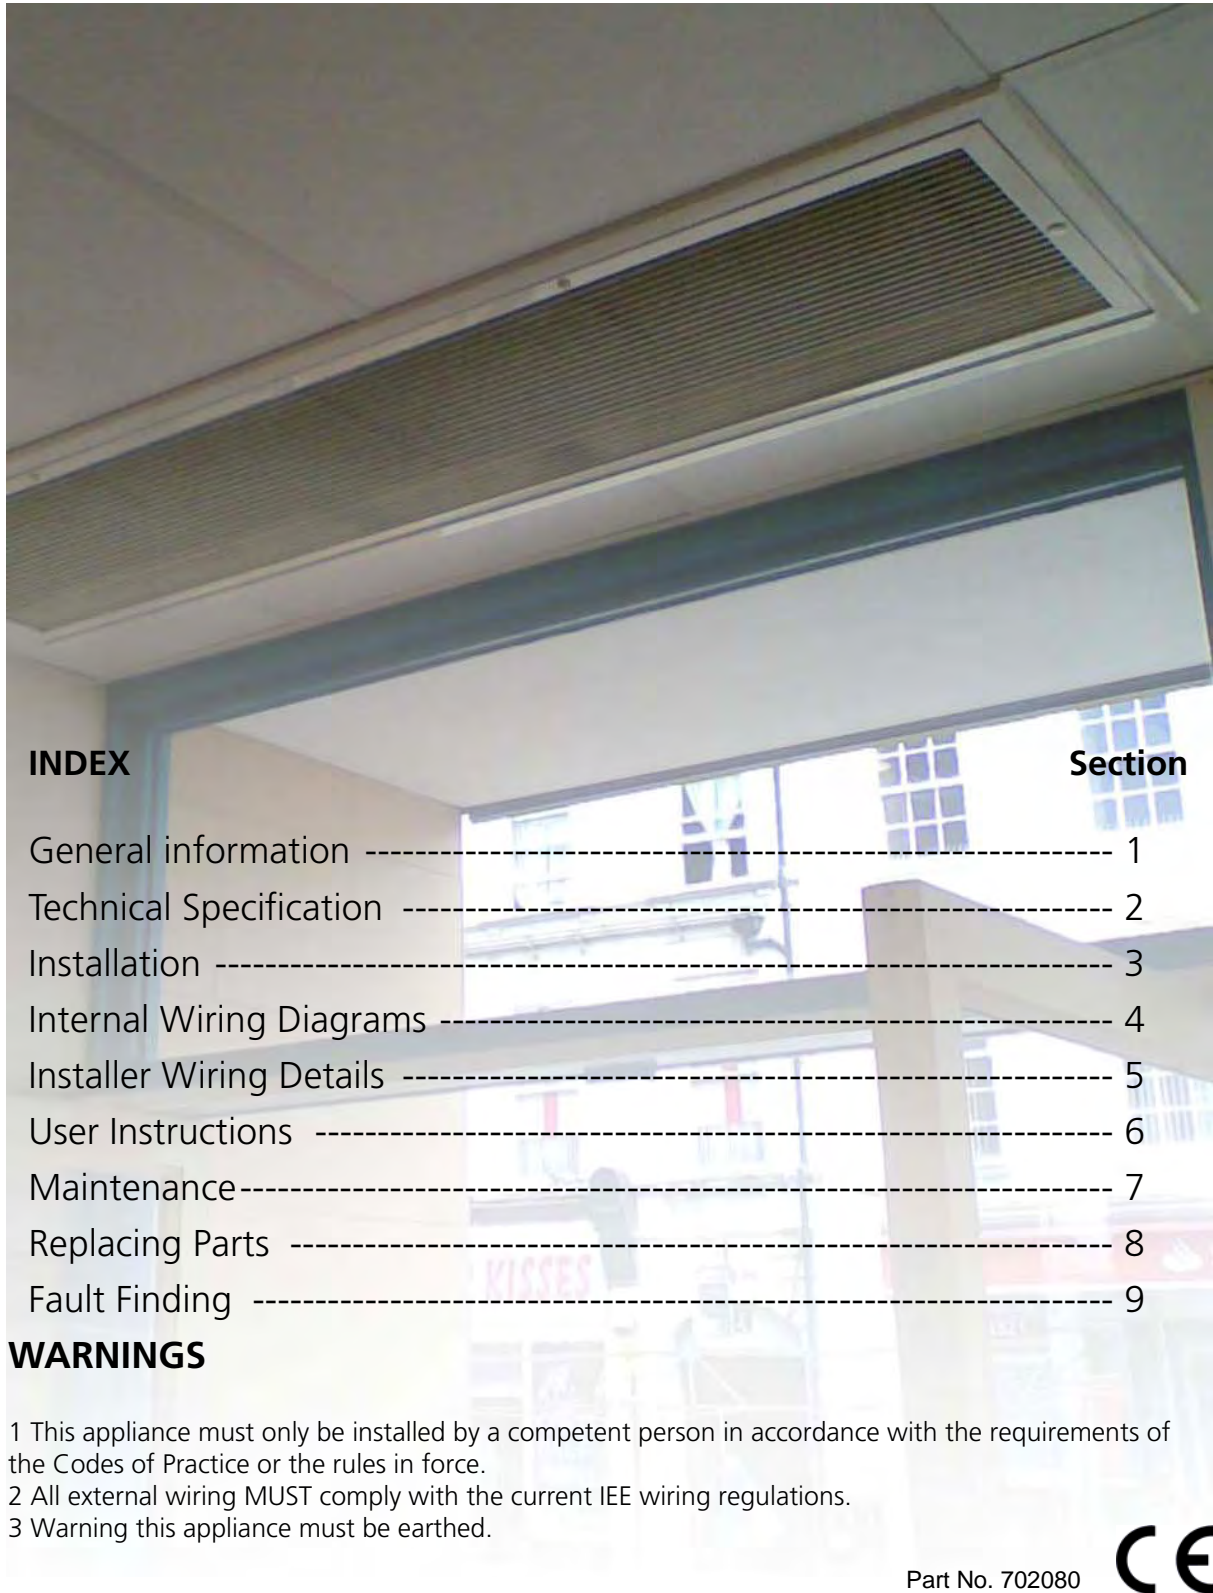 INDEX Section
General information ---------------------------------------------------------------- 1
Technical Specification ------------------------------------------------------------- 2
Installation ----------------------------------------------------------------------------- 3
Internal Wiring Diagrams ---------------------------------------------------------- 4
Installer Wiring Details ------------------------------------------------------------- 5
User Instructions -------------------------------------------------------------------- 6
Maintenance--------------------------------------------------------------------------- 7
Replacing Parts ---------------------------------------------------------------------- 8
Fault Finding ------------------------------------------------------------------------- 9
KISSES
WARNINGS
1 This appliance must only be installed by a competent person in accordance with the requirements of
the Codes of Practice or the rules in force.
2 All external wiring MUST comply with the current IEE wiring regulations.
3 Warning this appliance must be earthed.
Part No. 702080 CE